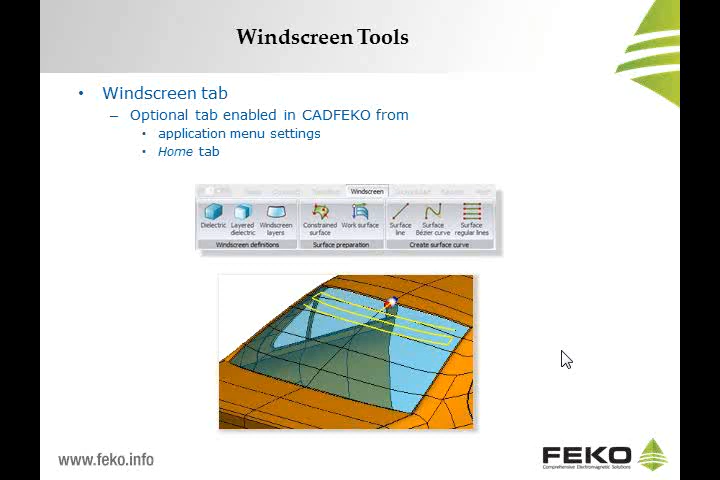 Windscreen Tools
• Windscreen tab
– Optional tab enabled in CADFEKO from
• application menu settings
• Home tab
Windscreen
Dielectric
Layered dielectric
Windscreen layers
Constrained surface
Work surface
Surface line
Surface Bézier curve
Surface regular lines
Windscreen definitions
Surface preparation
Create surface curve
www.feko.info
FEKO
Comprehensive Electromagnetic Solutions